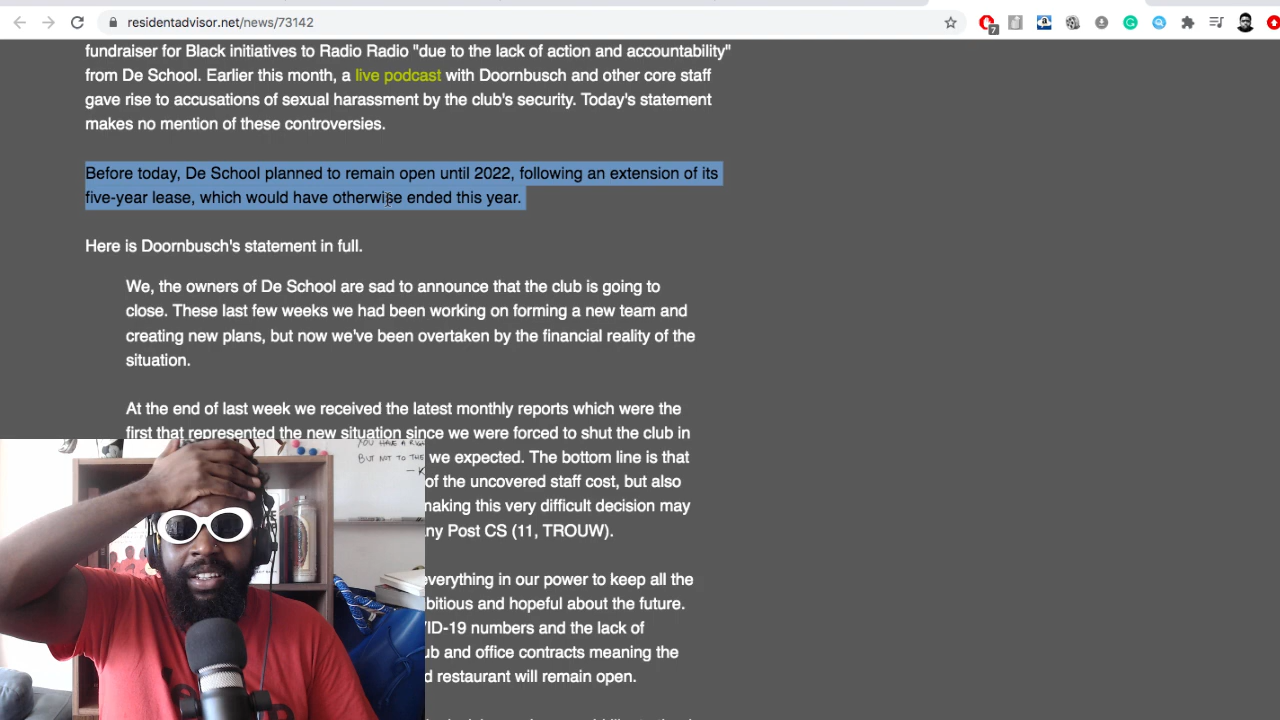 residentadvisor.net/news/73142
7
fundraiser for Black initiatives to Radio Radio "due to the lack of action and accountability"
from De School. Earlier this month, a live podcast with Doornbusch and other core staff
gave rise to accusations of sexual harassment by the club's security. Today's statement
makes no mention of these controversies.
Before today, De School planned to remain open until 2022, following an extension of its
five-year lease, which would have otherwise ended this year.
Here is Doornbusch's statement in full.
We, the owners of De School are sad to announce that the club is going to
close. These last few weeks we had been working on forming a new team and
creating new plans, but now we've been overtaken by the financial reality of the
situation.
At the end of last week we received the latest monthly reports which were the
first that represented the new situation since we were forced to shut the club in
we expected. The bottom line is that
of the uncovered staff cost, but also
making this very difficult decision may
ny Post CS (11, TROUW).
everything in our power to keep all the
bitious and hopeful about the future.
VID-19 numbers and the lack of
ub and office contracts meaning the
d restaurant will remain open.
YOU HAVE A RIGH
BUT NOT TO THE
— K